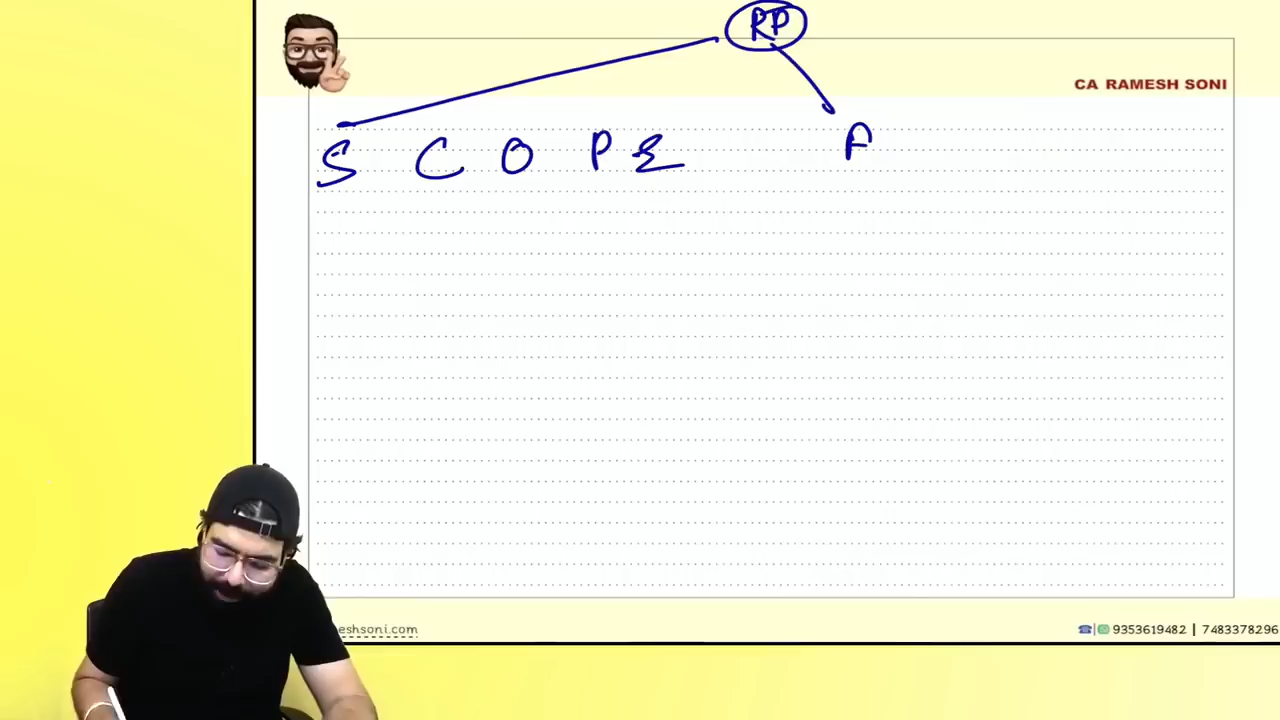 RP
CA RAMESH SONI
S C O P E A
eshsoni.com
9353619482 | 7483378296